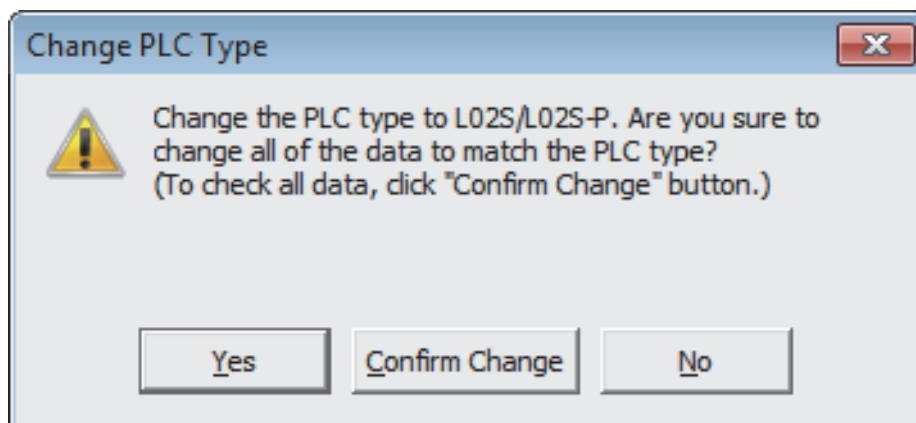 Change PLC Type
Change the PLC type to L02S/L02S-P. Are you sure to
change all of the data to match the PLC type?
(To check all data, click "Confirm Change" button.)
Yes
Confirm Change
No